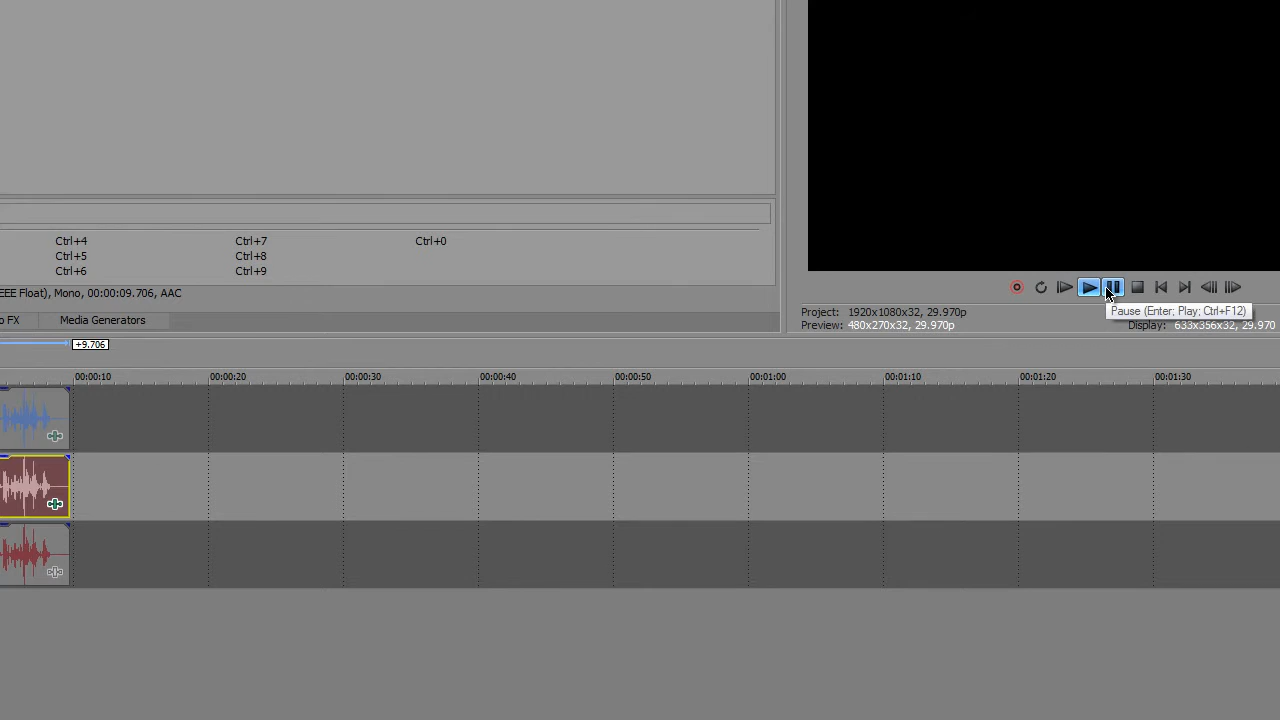 Ctrl+4 Ctrl+7 Ctrl+0
Ctrl+5 Ctrl+8
Ctrl+6 Ctrl+9
EEE Float), Mono, 00:00:09.706, AAC
o FX Media Generators
Project: 1920x1080x32, 29.970p
Pause (Enter; Play; Ctrl+F12)
Preview: 480x270x32, 29.970p Display: 633x356x32, 29.970
+9.706
00:00:10 00:00:20 00:00:30 00:00:40 00:00:50 00:01:00 00:01:10 00:01:20 00:01:30